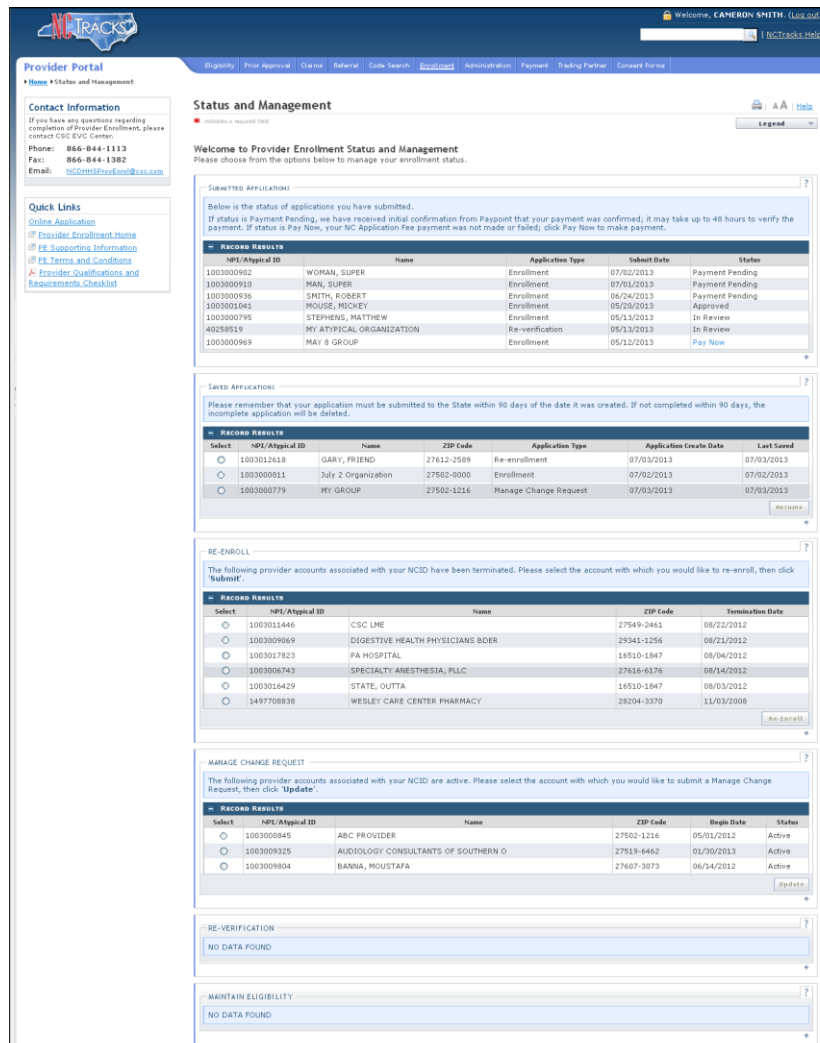 NCTRACKS
Welcome, CAMERON SMITH. (Log out)
NCTracks Help
Provider Portal
Eligibility Prior Approval Claims Referral Code Search Enrollment Administration Payment Trading Partner Consent Forms
Home Status and Management
Contact Information
If you have any questions regarding
completion of Provider Enrollment, please
contact CSC EVC Center.
Phone: 866-844-1113
Fax: 866-844-1382
Email: NCDHHSProvEnrol@csc.com
Quick Links
Online Application
Provider Enrollment Home
PE Supporting Information
PE Terms and Conditions
Provider Qualifications and
Requirements Checklist
Status and Management
AA | Help
* indicates a required field
Legend
Welcome to Provider Enrollment Status and Management
Please choose from the options below to manage your enrollment status.
SUBMITTED APPLICATIONS ?
Below is the status of applications you have submitted.
If status is Payment Pending, we have received initial confirmation from Paypoint that your payment was confirmed; it may take up to 48 hours to verify the
payment. If status is Pay Now, your NC Application Fee payment was not made or failed; click Pay Now to make payment.
RECORD RESULTS
NPI/Atypical ID Name Application Type Submit Date Status
1003000902 WOMAN, SUPER Enrollment 07/02/2013 Payment Pending
1003000910 MAN, SUPER Enrollment 07/01/2013 Payment Pending
1003000936 SMITH, ROBERT Enrollment 06/24/2013 Payment Pending
1003001041 MOUSE, MICKEY Enrollment 05/20/2013 Approved
1003000795 STEPHENS, MATTHEW Enrollment 05/13/2013 In Review
40258519 MY ATYPICAL ORGANIZATION Re-verification 05/13/2013 In Review
1003000969 MAY 8 GROUP Enrollment 05/12/2013 Pay Now
SAVED APPLICATIONS ?
Please remember that your application must be submitted to the State within 90 days of the date it was created. If not completed within 90 days, the
incomplete application will be deleted.
RECORD RESULTS
Select NPI/Atypical ID Name ZIP Code Application Type Application Create Date Last Saved
1003012618 GARY, FRIEND 27612-2589 Re-enrollment 07/03/2013 07/03/2013
1003000811 July 2 Organization 27502-0000 Enrollment 07/02/2013 07/02/2013
1003000779 MY GROUP 27502-1216 Manage Change Request 07/03/2013 07/03/2013
Resume
RE-ENROLL ?
The following provider accounts associated with your NCID have been terminated. Please select the account with which you would like to re-enroll, then click
'Submit'.
RECORD RESULTS
Select NPI/Atypical ID Name ZIP Code Termination Date
1003011446 CSC LME 27549-2461 08/22/2012
1003009069 DIGESTIVE HEALTH PHYSICIANS BDER 29341-1256 08/21/2012
1003017823 PA HOSPITAL 16510-1847 08/04/2012
1003006743 SPECIALTY ANESTHESIA, PLLC 27616-6176 08/14/2012
1003016429 STATE, OUTTA 16510-1847 08/03/2012
1497708838 WESLEY CARE CENTER PHARMACY 28204-3370 11/03/2008
Re-Enroll
MANAGE CHANGE REQUEST ?
The following provider accounts associated with your NCID are active. Please select the account with which you would like to submit a Manage Change
Request, then click 'Update'.
RECORD RESULTS
Select NPI/Atypical ID Name ZIP Code Begin Date Status
1003000845 ABC PROVIDER 27502-1216 05/01/2012 Active
1003009325 AUDIOLOGY CONSULTANTS OF SOUTHERN O 27519-6462 01/30/2013 Active
1003009804 BANNA, MOUSTAFA 27607-3073 06/14/2012 Active
Update
RE-VERIFICATION ?
NO DATA FOUND
MAINTAIN ELIGIBILITY ?
NO DATA FOUND